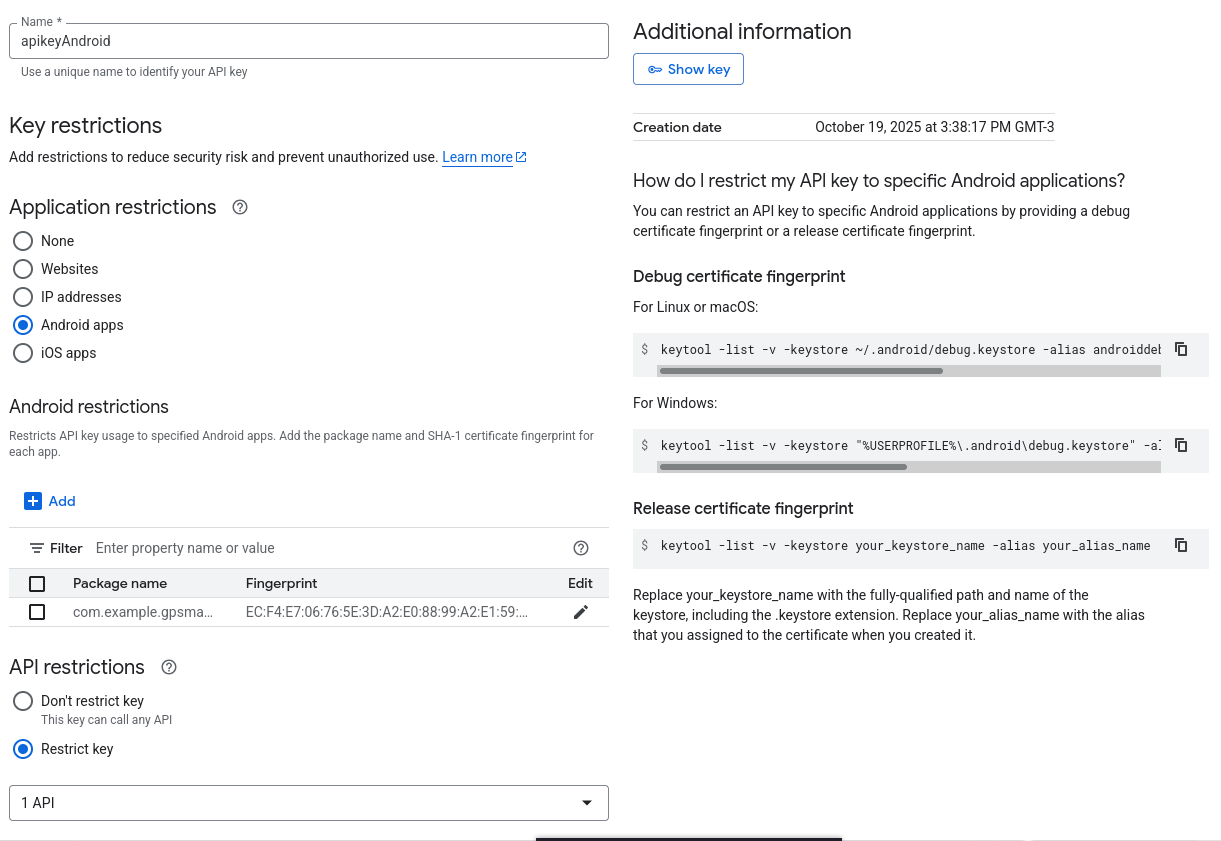 Name *
apikeyAndroid
Use a unique name to identify your API key
Key restrictions
Add restrictions to reduce security risk and prevent unauthorized use. Learn more
Application restrictions
None
Websites
IP addresses
Android apps
iOS apps
Android restrictions
Restricts API key usage to specified Android apps. Add the package name and SHA-1 certificate fingerprint for
each app.
Add
Filter Enter property name or value
Package name Fingerprint Edit
com.example.gpsma... EC:F4:E7:06:76:5E:3D:A2:E0:88:99:A2:E1:59:...
API restrictions
Don't restrict key
This key can call any API
Restrict key
1 API
Additional information
Show key
Creation date October 19, 2025 at 3:38:17 PM GMT-3
How do I restrict my API key to specific Android applications?
You can restrict an API key to specific Android applications by providing a debug
certificate fingerprint or a release certificate fingerprint.
Debug certificate fingerprint
For Linux or macOS:
$ keytool -list -v -keystore ~/.android/debug.keystore -alias androiddeb
For Windows:
$ keytool -list -v -keystore "%USERPROFILE%\.android\debug.keystore" -al
Release certificate fingerprint
$ keytool -list -v -keystore your_keystore_name -alias your_alias_name
Replace your_keystore_name with the fully-qualified path and name of the
keystore, including the .keystore extension. Replace your_alias_name with the alias
that you assigned to the certificate when you created it.